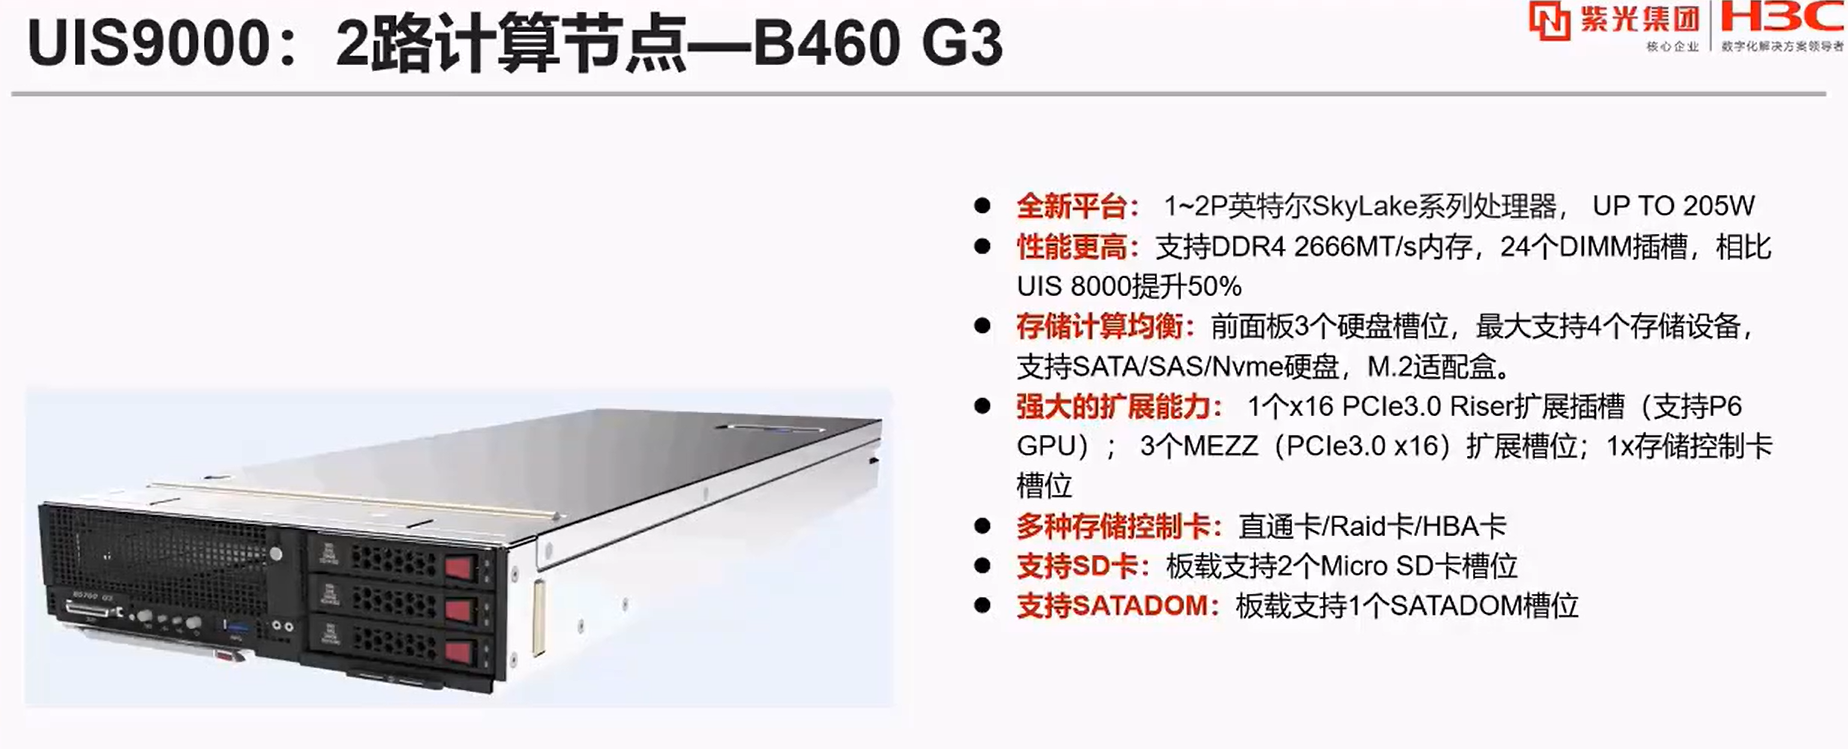 UIS9000：2路计算节点—B460 G3
紫光集团
核心企业
H3C
数字化解决方案领导者
● 全新平台： 1~2P英特尔SkyLake系列处理器， UP TO 205W
● 性能更高：支持DDR4 2666MT/s内存，24个DIMM插槽，相比
UIS 8000提升50%
● 存储计算均衡：前面板3个硬盘槽位，最大支持4个存储设备，
支持SATA/SAS/Nvme硬盘，M.2适配盒。
● 强大的扩展能力： 1个x16 PCIe3.0 Riser扩展插槽（支持P6
GPU）； 3个MEZZ（PCIe3.0 x16）扩展槽位；1x存储控制卡
槽位
● 多种存储控制卡：直通卡/Raid卡/HBA卡
● 支持SD卡：板载支持2个Micro SD卡槽位
● 支持SATADOM：板载支持1个SATADOM槽位